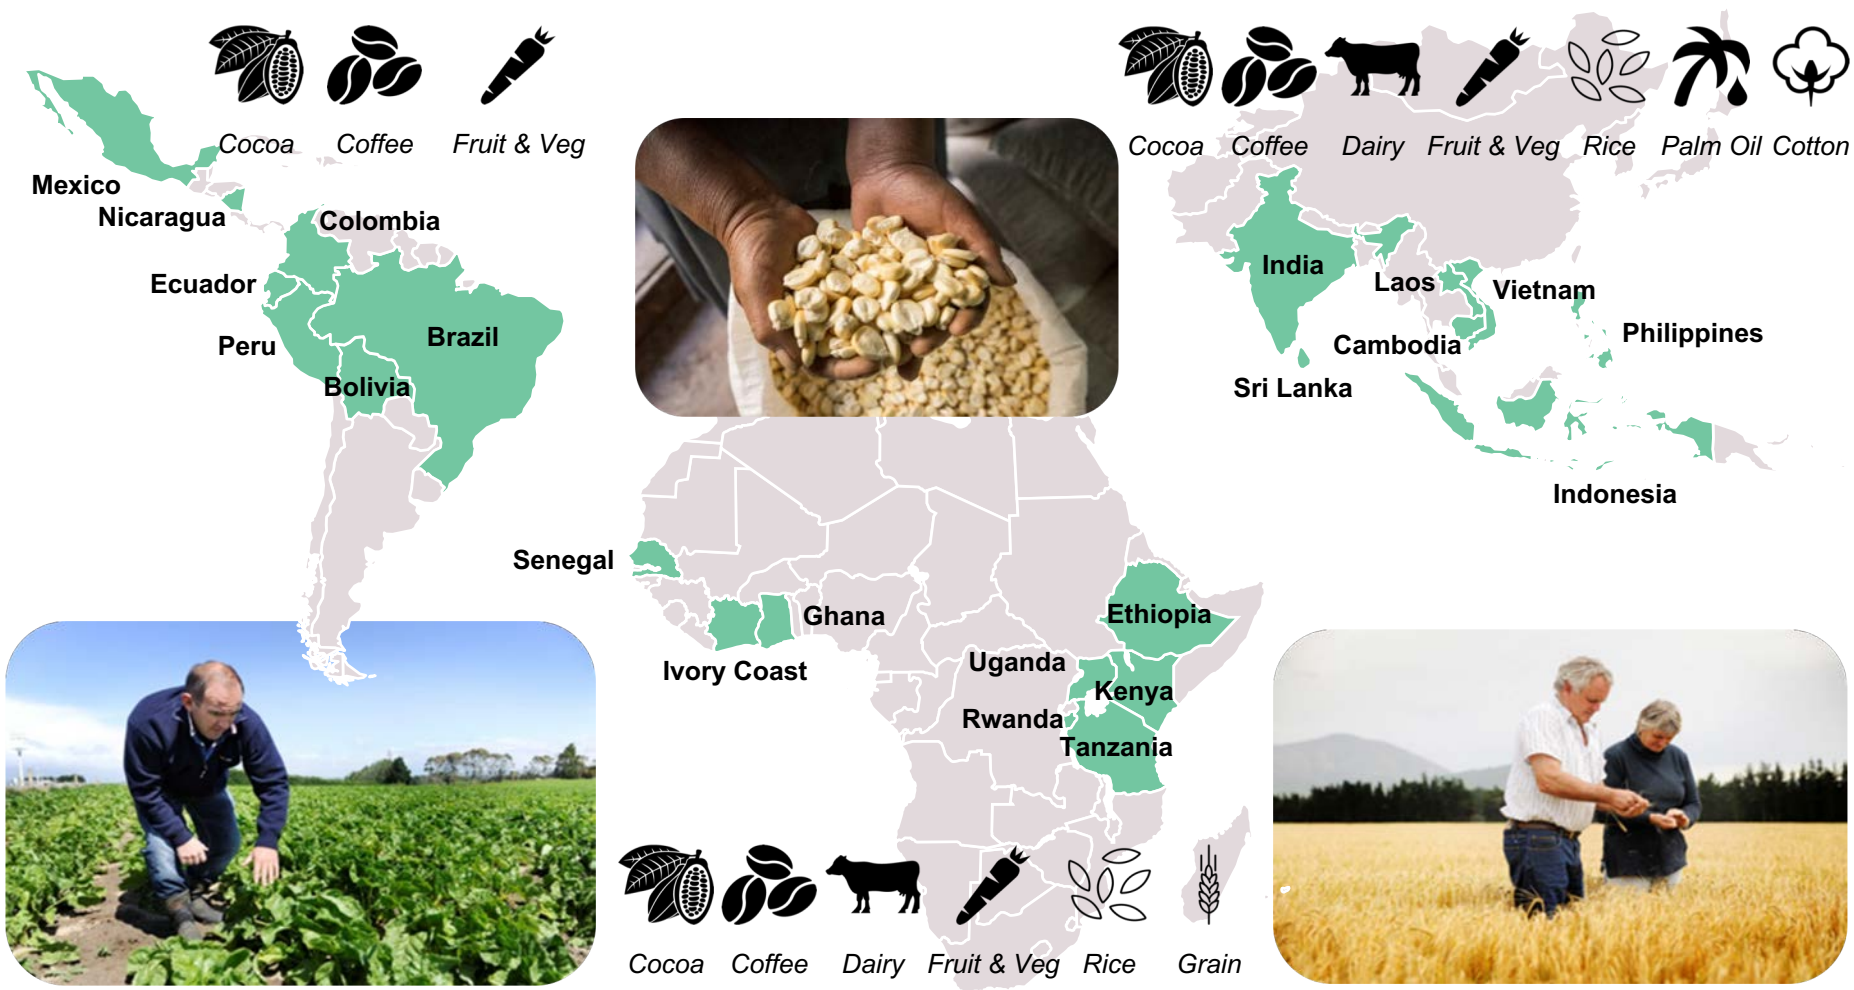 Cocoa Coffee Fruit & Veg
Mexico
Nicaragua
Colombia
Ecuador
Peru
Brazil
Bolivia
Cocoa Coffee Dairy Fruit & Veg Rice Palm Oil Cotton
India
Laos
Vietnam
Cambodia
Philippines
Sri Lanka
Indonesia
Senegal
Ghana
Ivory Coast
Ethiopia
Uganda
Kenya
Rwanda
Tanzania
Cocoa Coffee Dairy Fruit & Veg Rice Grain